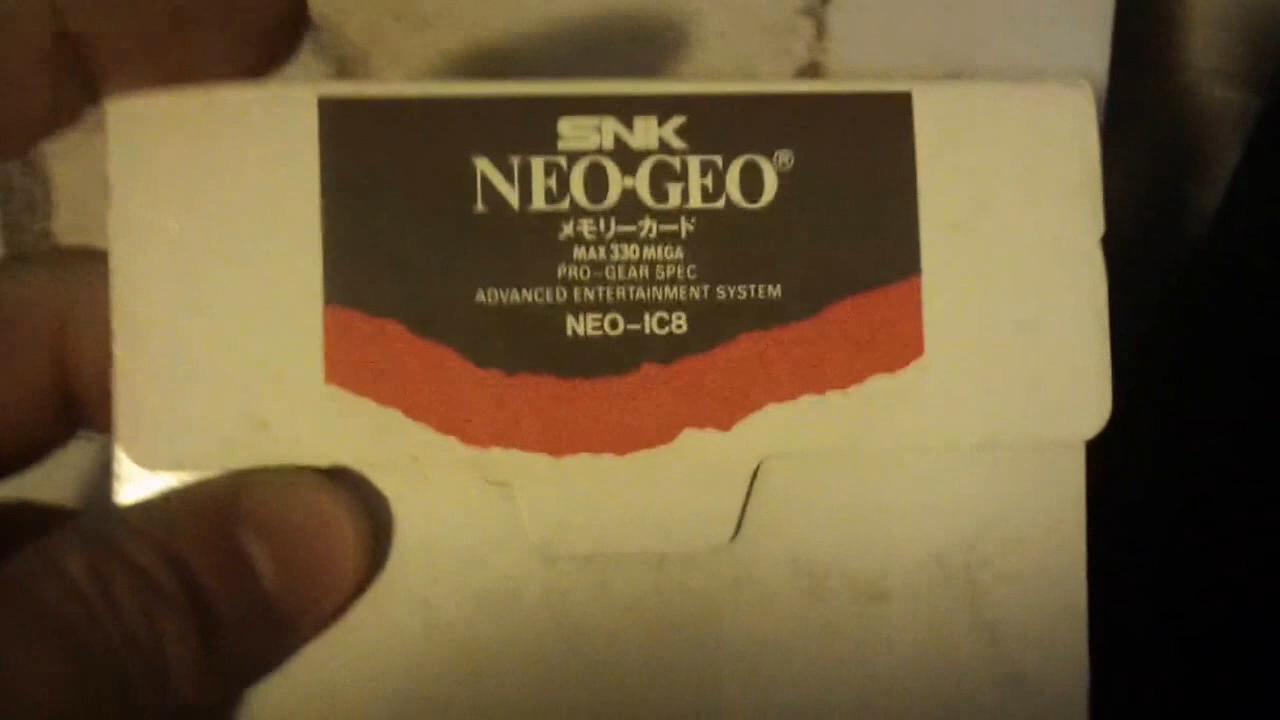 SNK
NEO·GEO®
メモリーカード
MAX 330 MEGA
PRO-GEAR SPEC
ADVANCED ENTERTAINMENT SYSTEM
NEO-IC8